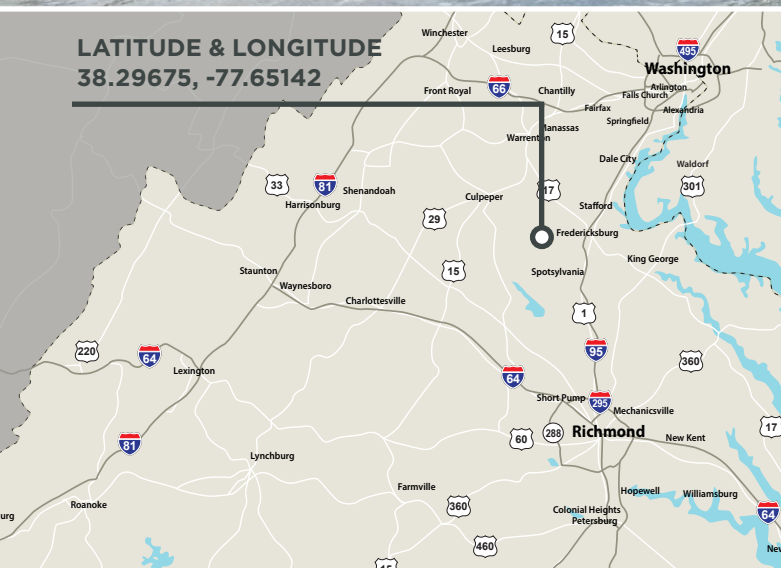 LATITUDE & LONGITUDE
38.29675, -77.65142
Winchester
Leesburg
15
495
Washington
Front Royal
66
Chantilly
Arlington
Falls Church
Fairfax
Alexandria
Springfield
Manassas
Warrenton
Dale City
Waldorf
33
81
Shenandoah
Harrisonburg
Culpeper
17
301
Stafford
29
Fredericksburg
King George
Staunton
15
Spotsylvania
Waynesboro
Charlottesville
1
220
64
95
360
Lexington
64
Short Pump
295
Mechanicsville
81
60
288
Richmond
New Kent
17
Lynchburg
Farmville
Hopewell
Williamsburg
Roanoke
360
Colonial Heights
Petersburg
64
urg
460
New
15